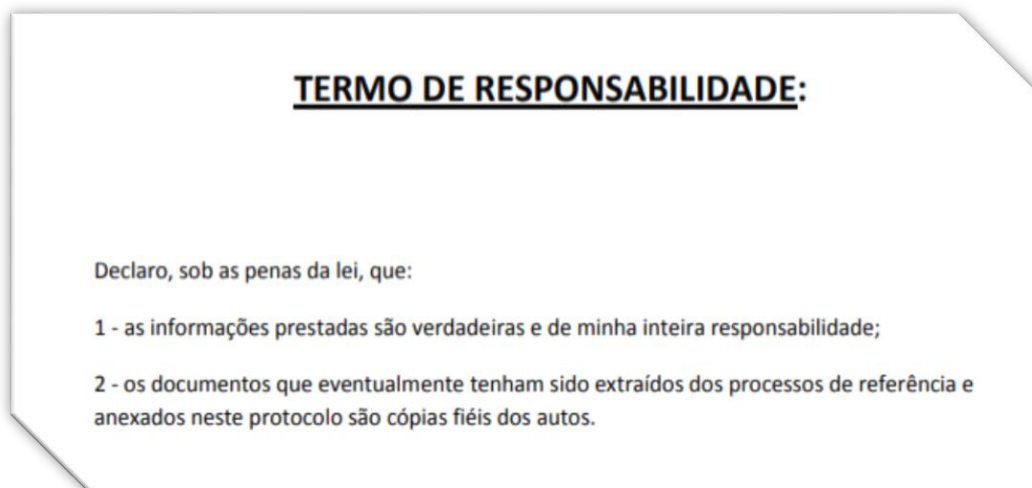 TERMO DE RESPONSABILIDADE:
Declaro, sob as penas da lei, que:
1 - as informações prestadas são verdadeiras e de minha inteira responsabilidade;
2 - os documentos que eventualmente tenham sido extraídos dos processos de referência e
anexados neste protocolo são cópias fiéis dos autos.